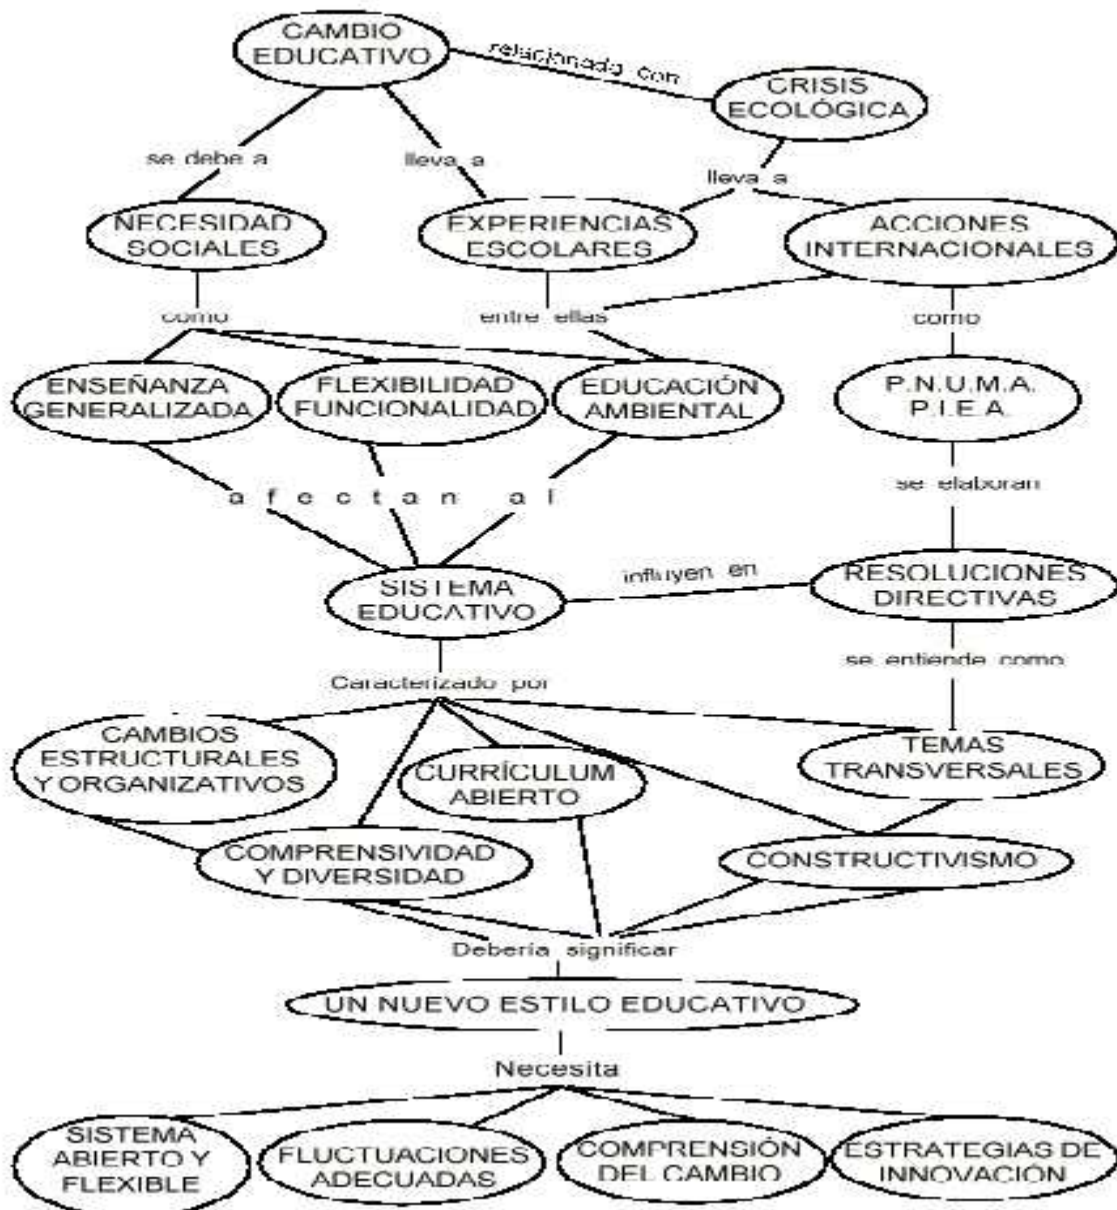 CAMBIO
EDUCATIVO
relacionada con
CRISIS
ECOLÓGICA
se debe a
lleva a
lleva a
NECESIDAD
SOCIALES
EXPERIENCIAS
ESCOLARES
ACCIONES
INTERNACIONALES
como
entre ellas
como
ENSEÑANZA
GENERALIZADA
FLEXIBILIDAD
FUNCIONALIDAD
EDUCACIÓN
AMBIENTAL
P.N.U.M.A.
P.I.E.A.
afectan al
se elaboran
SISTEMA
EDUCATIVO
influyen en
RESOLUCIONES
DIRECTIVAS
se entiende como
Caracterizado por
CAMBIOS
ESTRUCTURALES
Y ORGANIZATIVOS
CURRÍCULUM
ABIERTO
TEMAS
TRANSVERSALES
COMPRENSIVIDAD
Y DIVERSIDAD
CONSTRUCTIVISMO
Debería significar
UN NUEVO ESTILO EDUCATIVO
Necesita
SISTEMA
ABIERTO Y
FLEXIBLE
FLUCTUACIONES
ADECUADAS
COMPRENSIÓN
DEL CAMBIO
ESTRATEGIAS DE
INNOVACIÓN